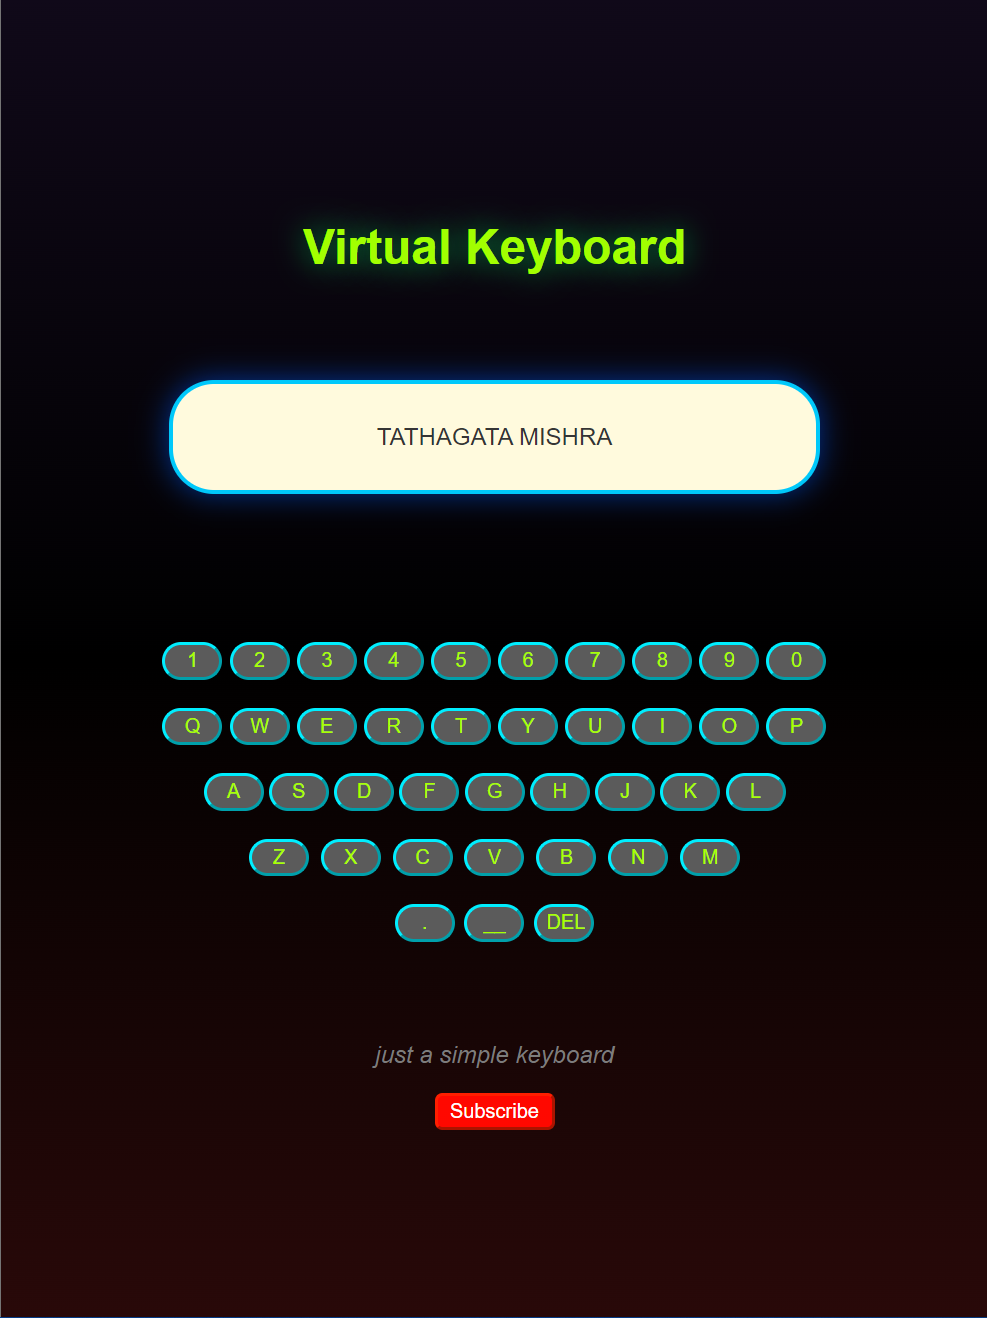 Virtual Keyboard
TATHAGATA MISHRA
1 2 3 4 5 6 7 8 9 0
Q W E R T Y U I O P
A S D F G H J K L
Z X C V B N M
. __ DEL
just a simple keyboard
Subscribe